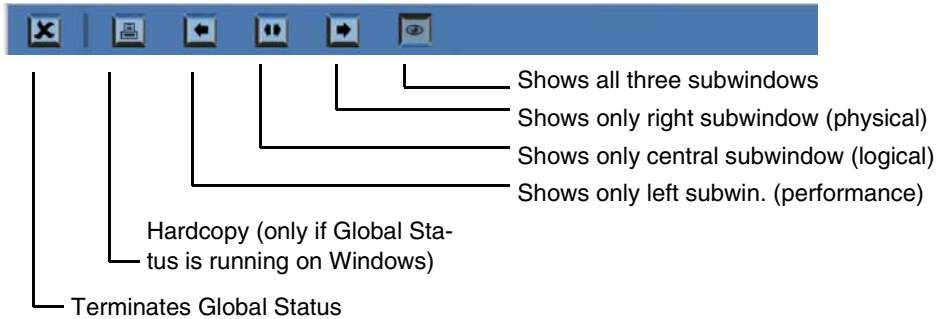 Shows all three subwindows
Shows only right subwindow (physical)
Shows only central subwindow (logical)
Shows only left subwin. (performance)
Hardcopy (only if Global Sta-
tus is running on Windows)
Terminates Global Status